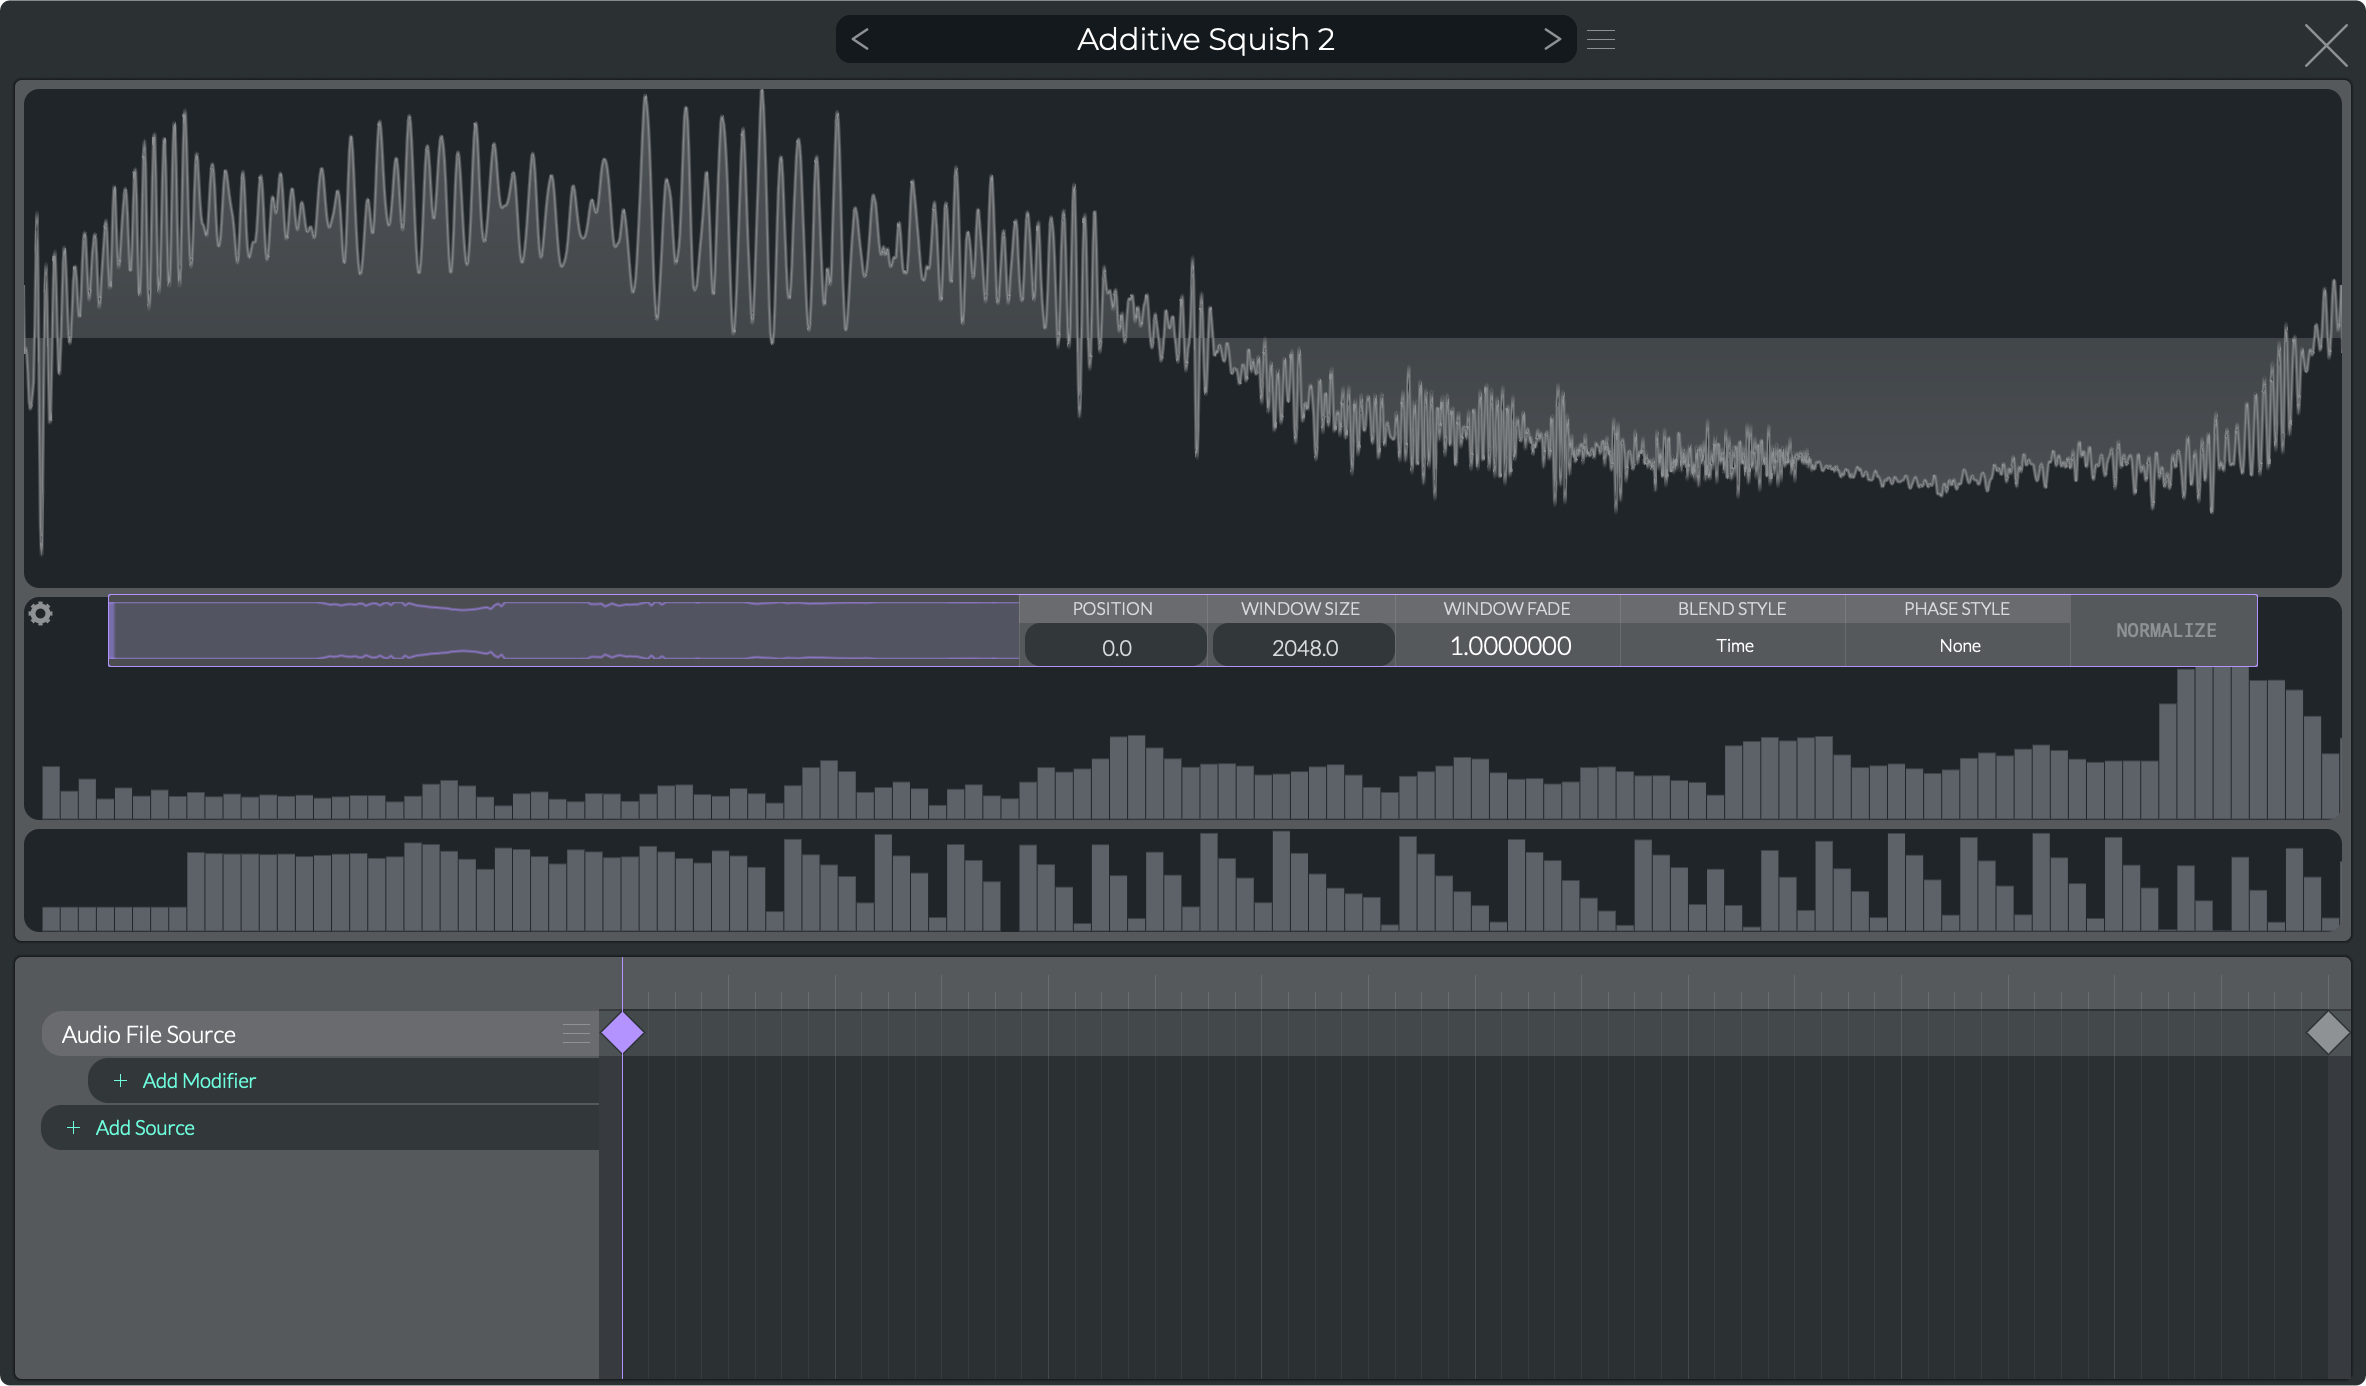 Additive Squish 2
POSITION WINDOW SIZE WINDOW FADE BLEND STYLE PHASE STYLE NORMALIZE
0.0 2048.0 1.0000000 Time None
Audio File Source
+ Add Modifier
+ Add Source